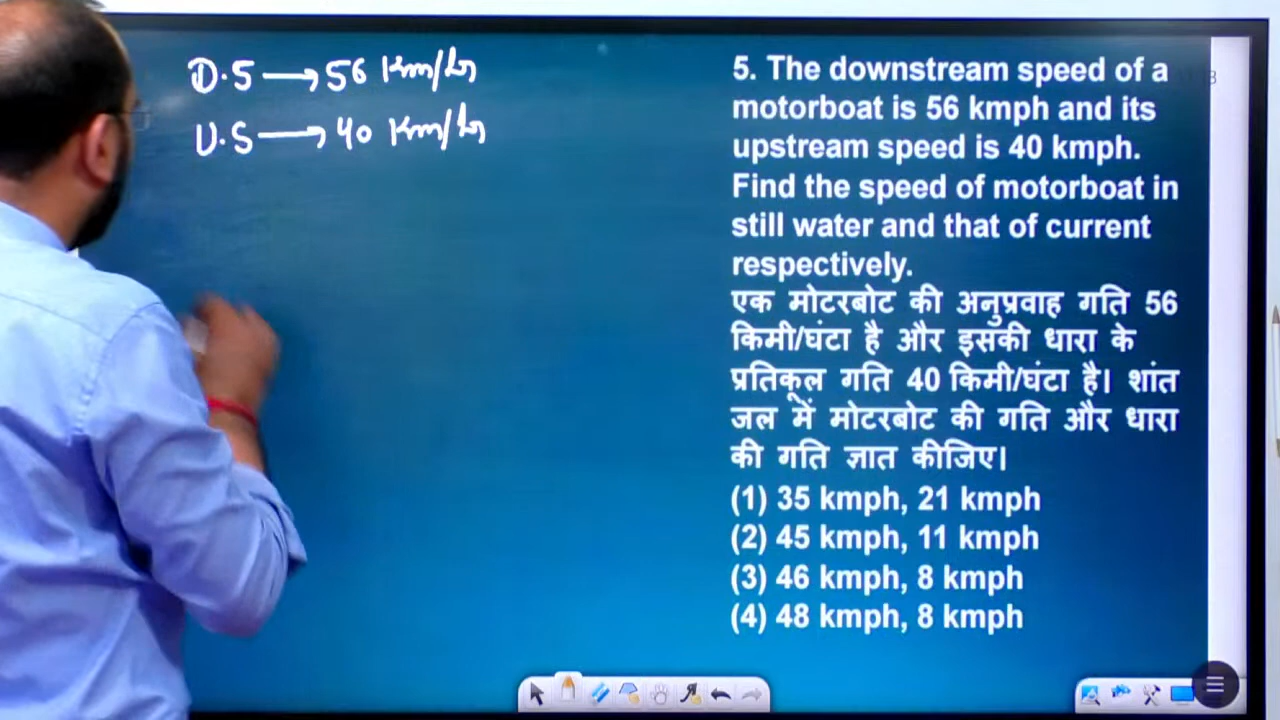 D.S → 56 Km/hr
U.S → 40 Km/hr
5. The downstream speed of a
motorboat is 56 kmph and its
upstream speed is 40 kmph.
Find the speed of motorboat in
still water and that of current
respectively.
एक मोटरबोट की अनुप्रवाह गति 56
किमी/घंटा है और इसकी धारा के
प्रतिकूल गति 40 किमी/घंटा है। शांत
जल में मोटरबोट की गति और धारा
की गति ज्ञात कीजिए।
(1) 35 kmph, 21 kmph
(2) 45 kmph, 11 kmph
(3) 46 kmph, 8 kmph
(4) 48 kmph, 8 kmph